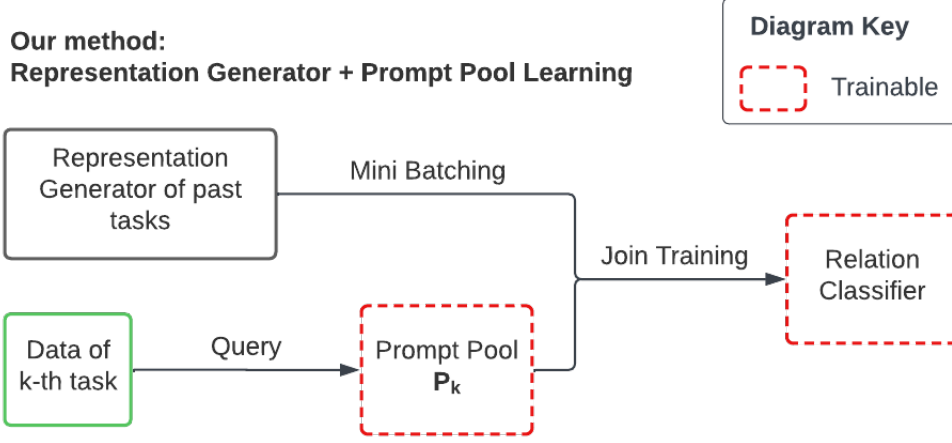 Our method:
Representation Generator + Prompt Pool Learning
Diagram Key
Trainable
Representation
Generator of past
tasks
Mini Batching
Join Training
Relation
Classifier
Data of
k-th task
Query
Prompt Pool
Pk